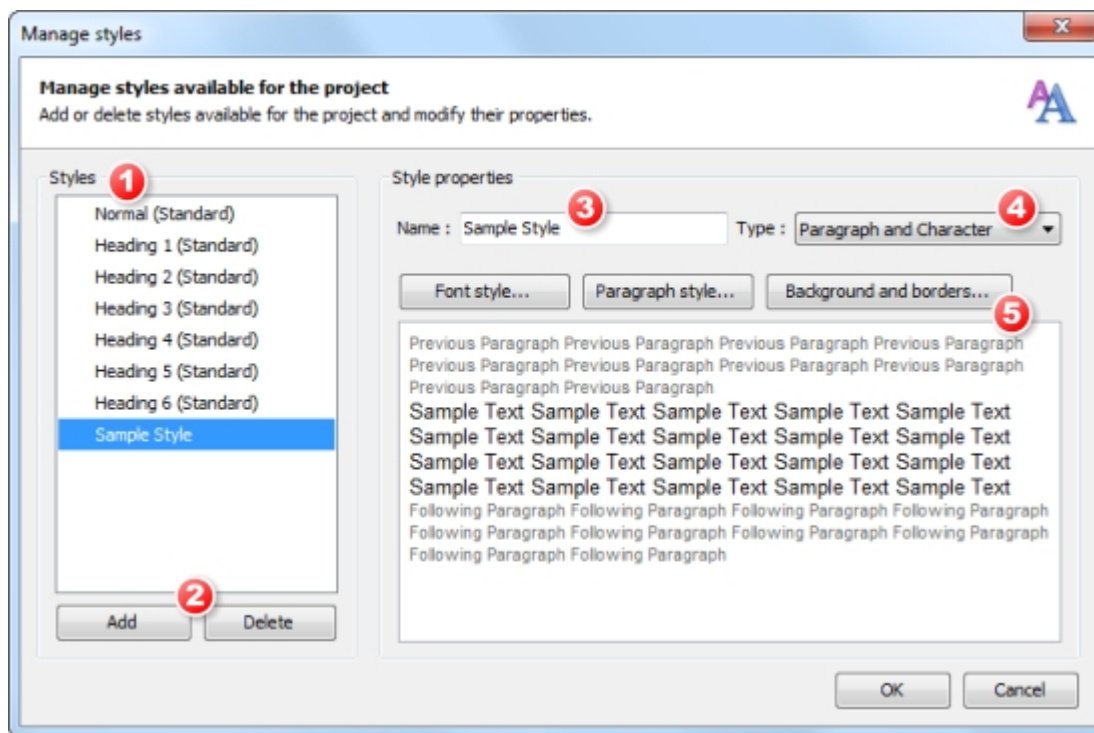 Manage styles
Manage styles available for the project
Add or delete styles available for the project and modify their properties.
Styles
1
Normal (Standard)
Heading 1 (Standard)
Heading 2 (Standard)
Heading 3 (Standard)
Heading 4 (Standard)
Heading 5 (Standard)
Heading 6 (Standard)
Sample Style
2
Add Delete
Style properties
3
4
Name : Sample Style Type : Paragraph and Character
Font style... Paragraph style... Background and borders...
5
Previous Paragraph Previous Paragraph Previous Paragraph Previous Paragraph
Previous Paragraph Previous Paragraph Previous Paragraph Previous Paragraph
Previous Paragraph Previous Paragraph
Sample Text Sample Text Sample Text Sample Text Sample Text
Sample Text Sample Text Sample Text Sample Text Sample Text
Sample Text Sample Text Sample Text Sample Text Sample Text
Sample Text Sample Text Sample Text Sample Text Sample Text
Following Paragraph Following Paragraph Following Paragraph Following Paragraph
Following Paragraph Following Paragraph Following Paragraph Following Paragraph
Following Paragraph Following Paragraph
OK Cancel